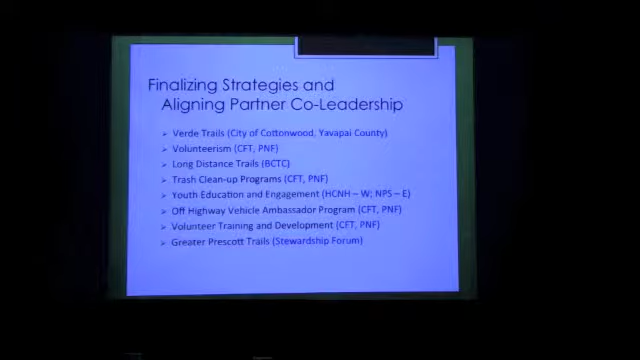 Finalizing Strategies and
Aligning Partner Co-Leadership
Verde Trails (City of Cottonwood, Yavapai County)
Volunteerism (CFT, PNF)
Long Distance Trails (BCTC)
Trash Clean-up Programs (CFT, PNF)
Youth Education and Engagement (HCNH – W; NPS – E)
Off Highway Vehicle Ambassador Program (CFT, PNF)
Volunteer Training and Development (CFT, PNF)
Greater Prescott Trails (Stewardship Forum)